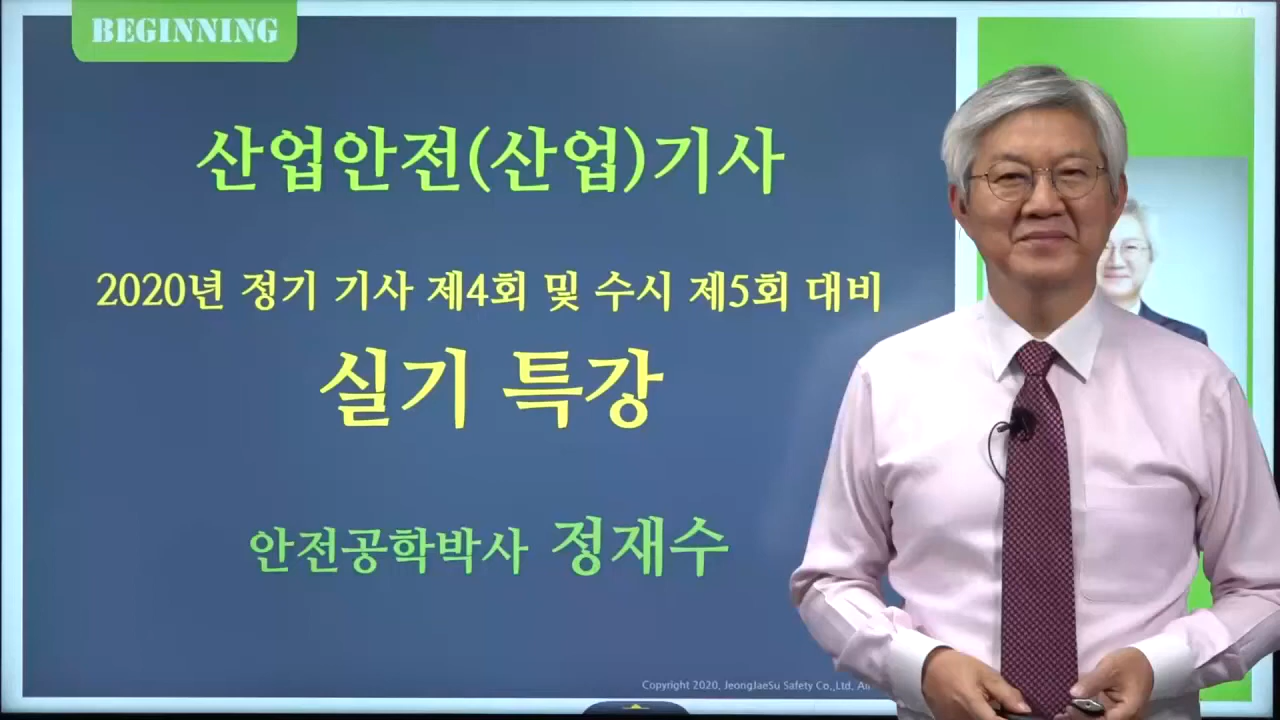 BEGINNING
산업안전(산업)기사
2020년 정기 기사 제4회 및 수시 제5회 대비
실기 특강
안전공학박사 정재수
Copyright 2020, JeongJaeSu Safety Co.,Ltd, All